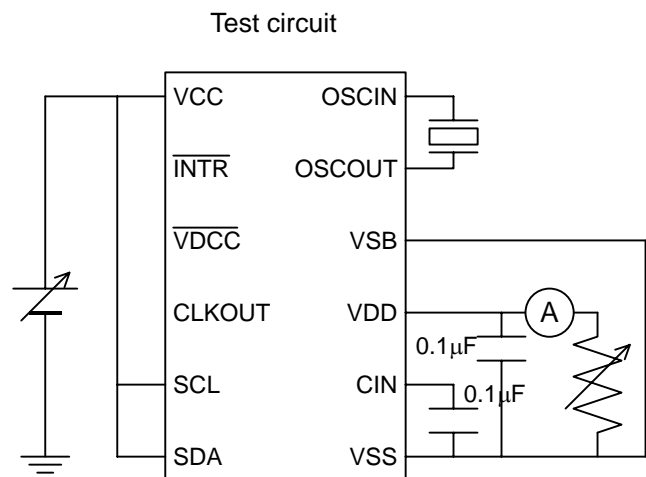 Test circuit
VCC OSCIN
INTR OSCOUT
VDCC VSB
CLKOUT VDD A
0.1μF
SCL CIN 0.1μF
SDA VSS